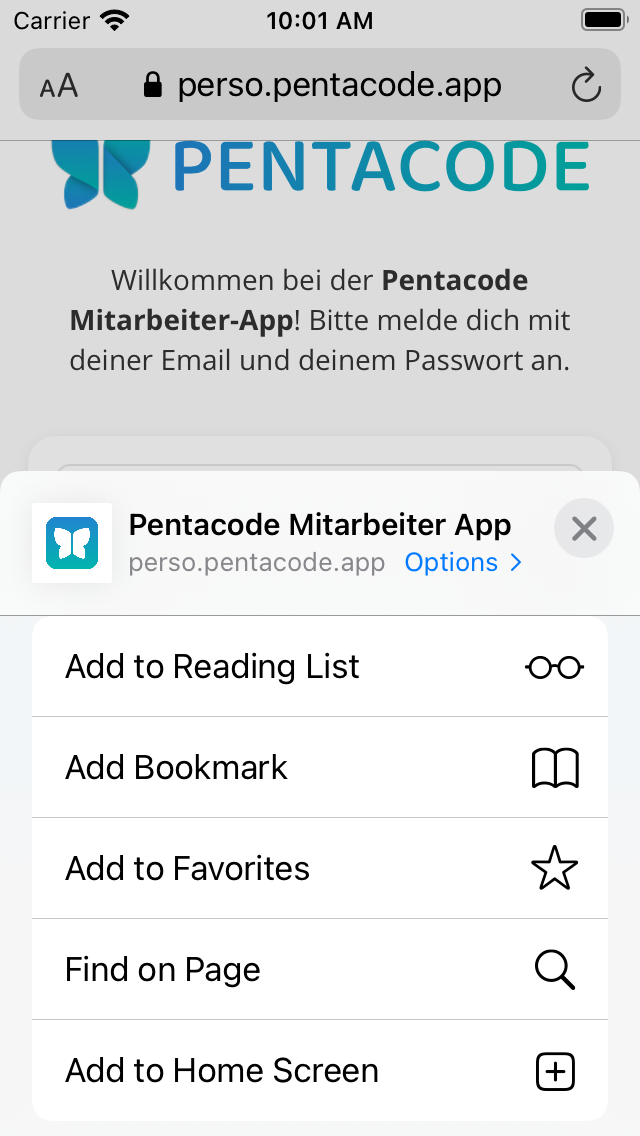 Carrier 10:01 AM
AA perso.pentacode.app
PENTACODE
Willkommen bei der Pentacode
Mitarbeiter-App! Bitte melde dich mit
deiner Email und deinem Passwort an.
Pentacode Mitarbeiter App
perso.pentacode.app Options >
Add to Reading List
Add Bookmark
Add to Favorites
Find on Page
Add to Home Screen